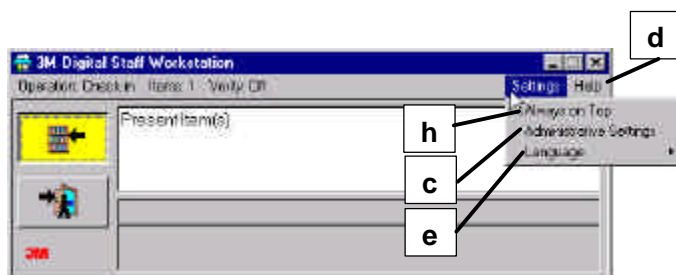 d
3M Digital Staff Workstation
Operation: Check in Items: 1 Verify: Off Settings Help
Present Item(s)
h Always on Top
c Administrative Settings
e Language
3M